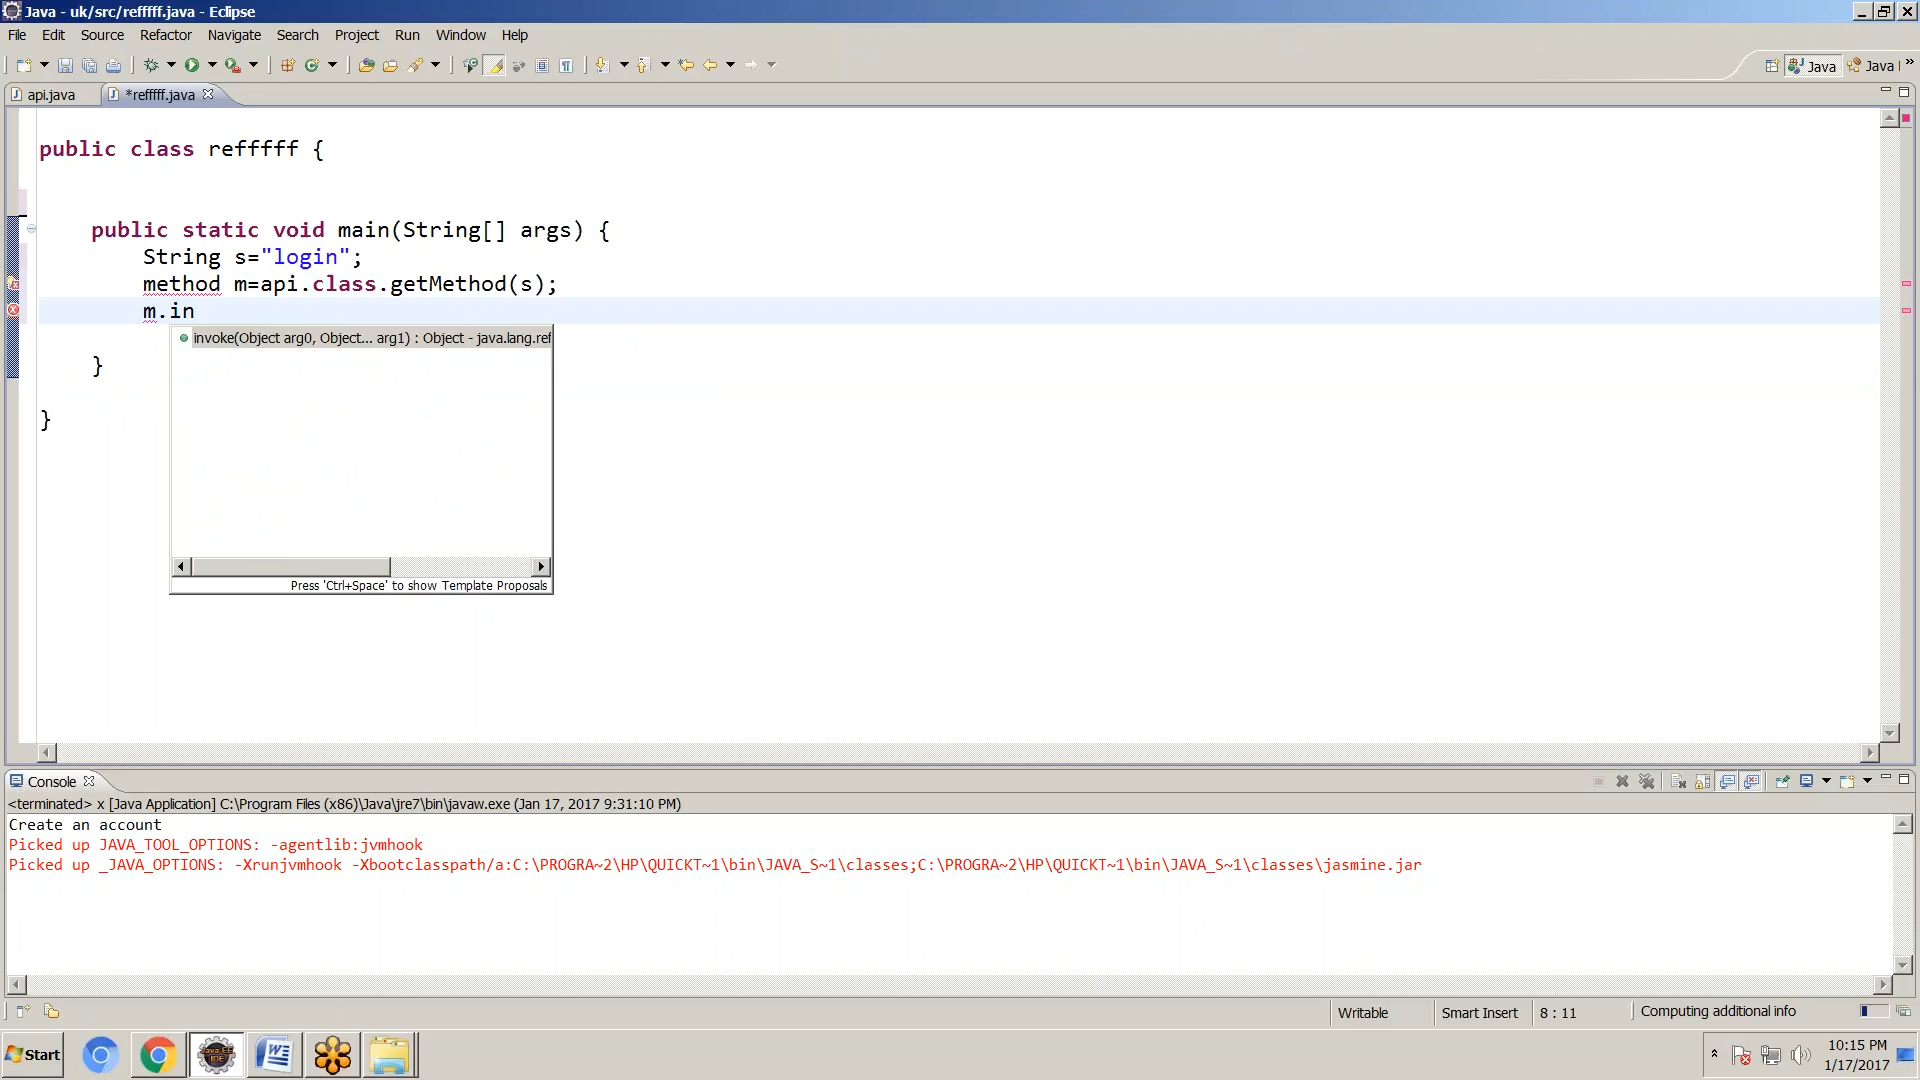 Java - uk/src/refffff.java - Eclipse
File Edit Source Refactor Navigate Search Project Run Window Help
Java Java
api.java *refffff.java
public class refffff {
public static void main(String[] args) {
String s="login";
method m=api.class.getMethod(s);
m.in
invoke(Object arg0, Object... arg1) : Object - java.lang.ref
Press 'Ctrl+Space' to show Template Proposals
}
}
Console
<terminated> x [Java Application] C:\Program Files (x86)\Java\jre7\bin\javaw.exe (Jan 17, 2017 9:31:10 PM)
Create an account
Picked up JAVA_TOOL_OPTIONS: -agentlib:jvmhook
Picked up _JAVA_OPTIONS: -Xrunjvmhook -Xbootclasspath/a:C:\PROGRA~2\HP\QUICKT~1\bin\JAVA_S~1\classes;C:\PROGRA~2\HP\QUICKT~1\bin\JAVA_S~1\classes\jasmine.jar
Writable Smart Insert 8 : 11 Computing additional info
Start Java EE IDE 10:15 PM
1/17/2017